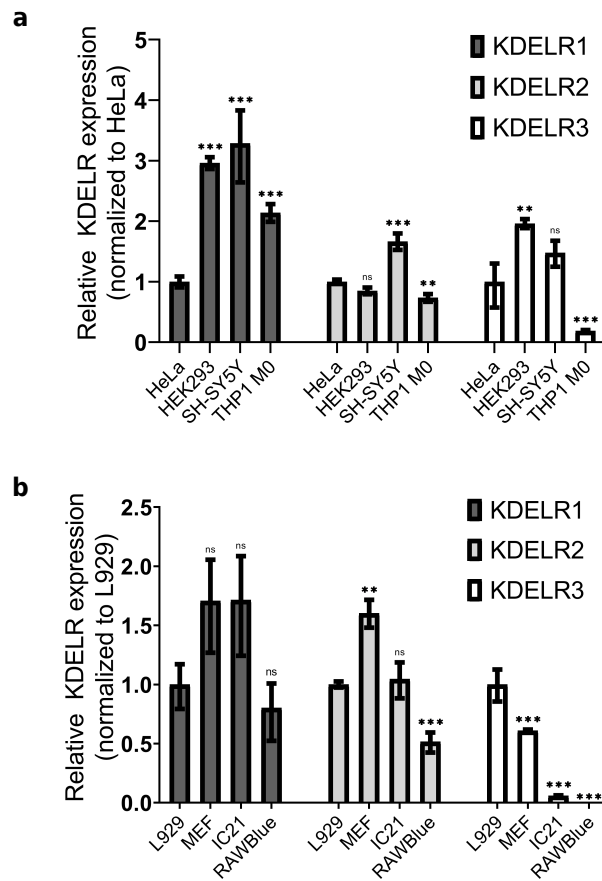 a
Relative KDELR expression
(normalized to HeLa)
5
4
3
2
1
0
KDELR1
KDELR2
KDELR3
*** *** ***
ns *** **
** ns ***
HeLa HEK293 SH-SY5Y THP1 M0
HeLa HEK293 SH-SY5Y THP1 M0
HeLa HEK293 SH-SY5Y THP1 M0
b
Relative KDELR expression
(normalized to L929)
2.5
2.0
1.5
1.0
0.5
0.0
KDELR1
KDELR2
KDELR3
ns ns ns
** ns ***
*** *** ***
L929 MEF IC21 RAWBlue
L929 MEF IC21 RAWBlue
L929 MEF IC21 RAWBlue